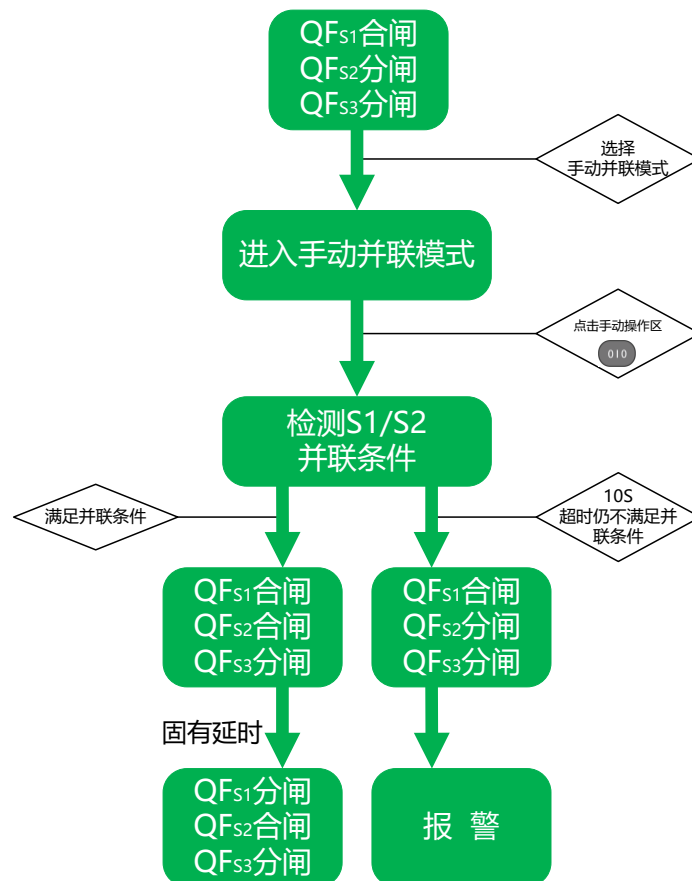 QFS1合闸
QFS2分闸
QFS3分闸
选择
手动并联模式
进入手动并联模式
点击手动操作区
010
检测S1/S2
并联条件
满足并联条件
10S
超时仍不满足并
联条件
QFS1合闸
QFS2合闸
QFS3分闸
QFS1合闸
QFS2分闸
QFS3分闸
固有延时
QFS1分闸
QFS2合闸
QFS3分闸
报 警